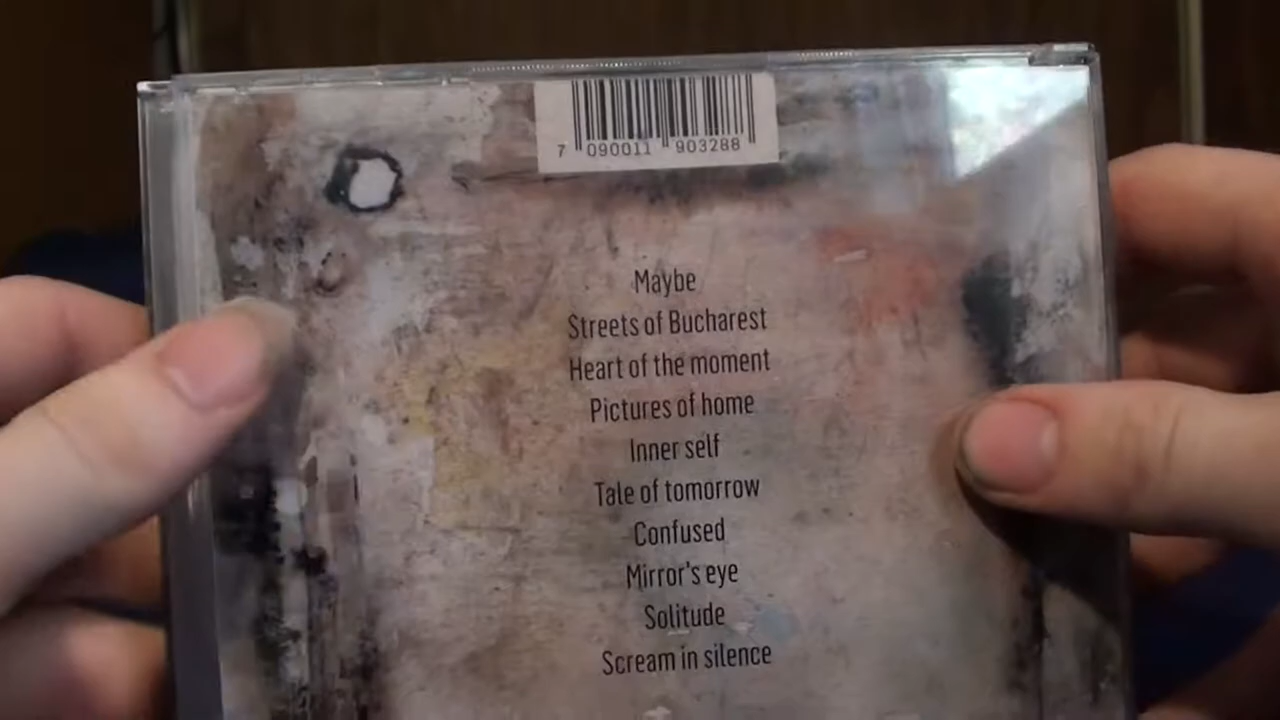 7 090011 903288
Maybe
Streets of Bucharest
Heart of the moment
Pictures of home
Inner self
Tale of tomorrow
Confused
Mirror's eye
Solitude
Scream in silence